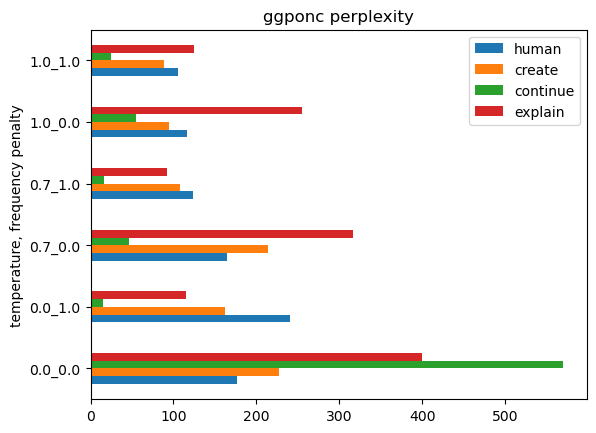 ggponc perplexity
human
create
continue
explain
temperature, frequency penalty
1.0_1.0
1.0_0.0
0.7_1.0
0.7_0.0
0.0_1.0
0.0_0.0
0 100 200 300 400 500